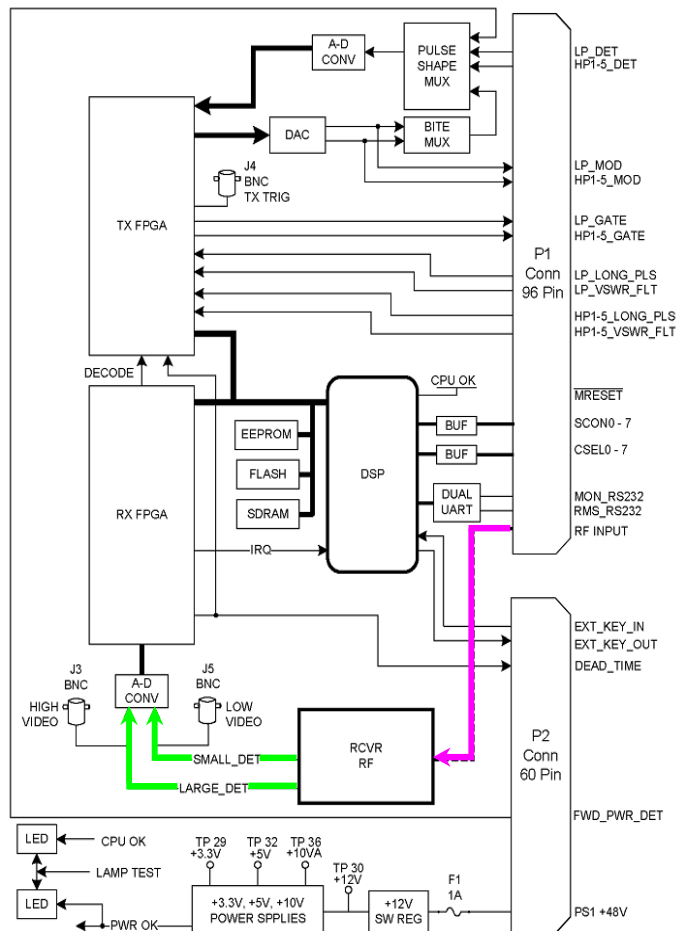 A-D
CONV
PULSE
SHAPE
MUX
LP_DET
HP1-5_DET
DAC
BITE
MUX
J4
BNC
TX TRIG
LP_MOD
HP1-5_MOD
TX FPGA
LP_GATE
HP1-5_GATE
P1
Conn
96 Pin
LP_LONG_PLS
LP_VSWR_FLT
HP1-5_LONG_PLS
HP1-5_VSWR_FLT
DECODE
CPU OK
MRESET
EEPROM
BUF
SCON0 - 7
FLASH
DSP
BUF
CSEL0 - 7
SDRAM
DUAL
UART
MON_RS232
RMS_RS232
RX FPGA
RF INPUT
IRQ
EXT_KEY_IN
EXT_KEY_OUT
DEAD_TIME
J3
BNC
A-D
CONV
J5
BNC
HIGH
VIDEO
LOW
VIDEO
SMALL_DET
LARGE_DET
RCVR
RF
P2
Conn
60 Pin
FWD_PWR_DET
LED
CPU OK
LAMP TEST
LED
PWR OK
TP 29
+3.3V
TP 32
+5V
TP 36
+10VA
TP 30
+12V
+3.3V, +5V, +10V
POWER SPPLIES
+12V
SW REG
F1
1A
PS1 +48V